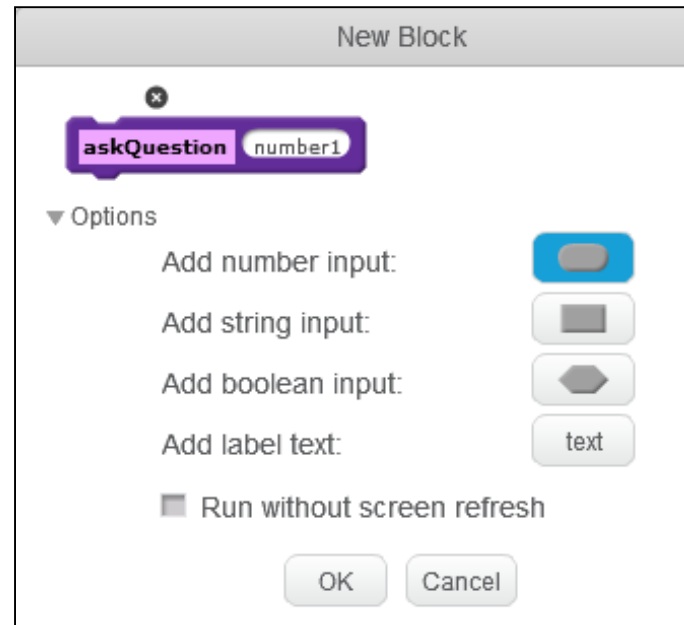 New Block
askQuestion number1
Options
Add number input:
Add string input:
Add boolean input:
Add label text: text
Run without screen refresh
OK Cancel